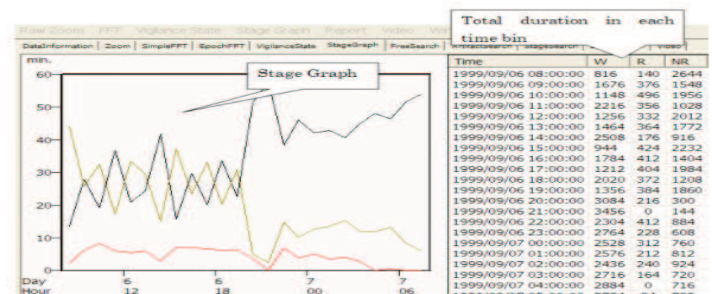 Raw Zoom FFT Vigilance State Stage Graph Report Video
Total duration in each
time bin
DataInformation Zoom SimpleFFT EpochFFT VigilanceState StageGraph FreeSearch
min.
Stage Graph
60
50
40
30
20
10
0
Day 6 6 7 7
Hour 12 18 00 06
Time W R NR
1999/09/06 08:00:00 816 140 2644
1999/09/06 09:00:00 1676 376 1548
1999/09/06 10:00:00 1148 496 1956
1999/09/06 11:00:00 2216 356 1028
1999/09/06 12:00:00 1256 332 2012
1999/09/06 13:00:00 1464 364 1772
1999/09/06 14:00:00 2508 176 916
1999/09/06 15:00:00 944 424 2232
1999/09/06 16:00:00 1784 412 1404
1999/09/06 17:00:00 1212 404 1984
1999/09/06 18:00:00 2020 372 1208
1999/09/06 19:00:00 1356 384 1860
1999/09/06 20:00:00 3084 216 300
1999/09/06 21:00:00 3456 0 144
1999/09/06 22:00:00 2304 412 884
1999/09/06 23:00:00 2764 228 608
1999/09/07 00:00:00 2528 312 760
1999/09/07 01:00:00 2576 212 812
1999/09/07 02:00:00 2436 240 924
1999/09/07 03:00:00 2716 164 720
1999/09/07 04:00:00 2884 0 716